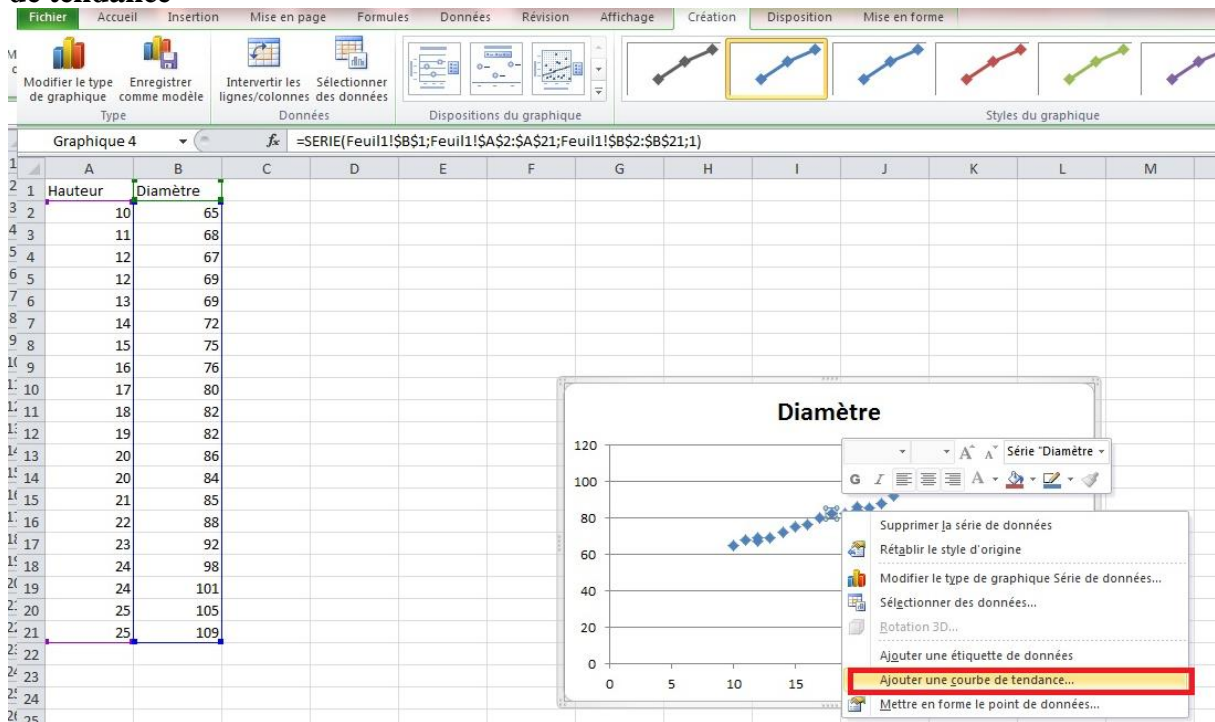 de tendance
Fichier Accueil Insertion Mise en page Formules Données Révision Affichage Création Disposition Mise en forme
Modifier le type de graphique Enregistrer comme modèle Intervertir les lignes/colonnes Sélectionner des données
Type Données Dispositions du graphique Styles du graphique
Graphique 4 fx =SERIE(Feuil1!$B$1;Feuil1!$A$2:$A$21;Feuil1!$B$2:$B$21;1)
A B C D E F G H I J K L M
1 Hauteur Diamètre
2 10 65
3 11 68
4 12 67
5 12 69
6 13 69
7 14 72
8 15 75
9 16 76
10 17 80
11 18 82
12 19 82
13 20 86
14 20 84
15 21 85
16 22 88
17 23 92
18 24 98
19 24 101
20 25 105
21 25 109
22
23
24
25
Diamètre
120
100
80
60
40
20
0
0 5 10 15
A A Série "Diamètre
G I A
Supprimer la série de données
Rétablir le style d'origine
Modifier le type de graphique Série de données...
Sélectionner des données...
Rotation 3D...
Ajouter une étiquette de données
Ajouter une courbe de tendance...
Mettre en forme le point de données...